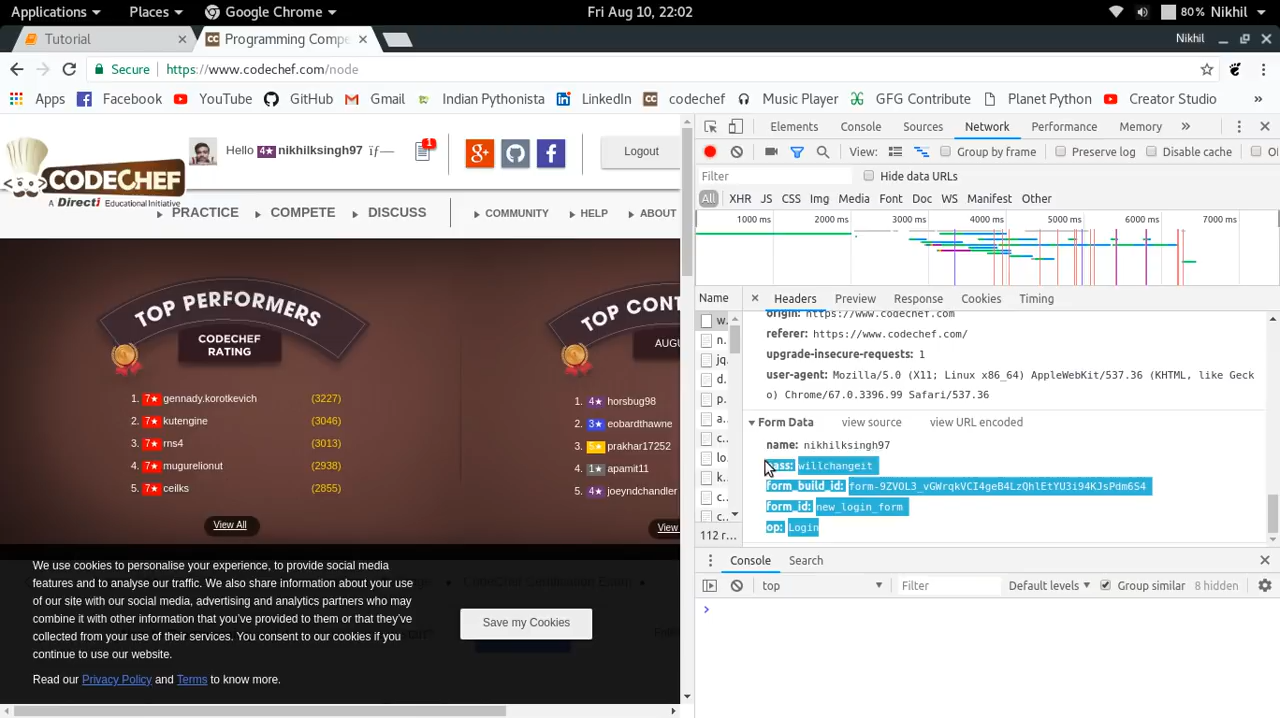 Applications Places Google Chrome Fri Aug 10, 22:02 80% Nikhil
Tutorial Programming Compe Nikhil
Secure https://www.codechef.com/node
Apps Facebook YouTube GitHub Gmail Indian Pythonista LinkedIn codechef Music Player GFG Contribute Planet Python Creator Studio »
Hello 4★ nikhilksingh97 1 Logout
CODECHEF
A Directi Educational Initiative
PRACTICE COMPETE DISCUSS COMMUNITY HELP ABOUT
TOP PERFORMERS
CODECHEF
RATING
1. 7★ gennady.korotkevich (3227)
2. 7★ kutengine (3046)
3. 7★ rns4 (3013)
4. 7★ mugurelionut (2938)
5. 7★ ceilks (2855)
View All
TOP CONT
AUGU
1. 4★ horsbug98
2. 3★ eobardthawne
3. 5★ prakhar17252
4. 1★ apamit11
5. 4★ joeyndchandler
View
We use cookies to personalise your experience, to provide social media
features and to analyse our traffic. We also share information about your use
of our site with our social media, advertising and analytics partners who may
combine it with other information that you've provided to them or that they've
collected from your use of their services. You consent to our cookies if you
continue to use our website.
Read our Privacy Policy and Terms to know more.
Save my Cookies
Elements Console Sources Network Performance Memory »
View: Group by frame Preserve log Disable cache
Filter Hide data URLs
All XHR JS CSS Img Media Font Doc WS Manifest Other
1000 ms 2000 ms 3000 ms 4000 ms 5000 ms 6000 ms 7000 ms
Name × Headers Preview Response Cookies Timing
w.
n.
jq
d.
p.
a..
c..
lo.
k..
c..
c..
112 r…
origin: https://www.codechef.com
referer: https://www.codechef.com/
upgrade-insecure-requests: 1
user-agent: Mozilla/5.0 (X11; Linux x86_64) AppleWebKit/537.36 (KHTML, like Geck
o) Chrome/67.0.3396.99 Safari/537.36
Form Data view source view URL encoded
name: nikhilksingh97
pass: willchangeit
form_build_id: form-9ZVOL3_vGWrqkVCI4geB4LzQhlEtYU3i94KJsPdm6S4
form_id: new_login_form
op: Login
Console Search
top Filter Default levels Group similar 8 hidden